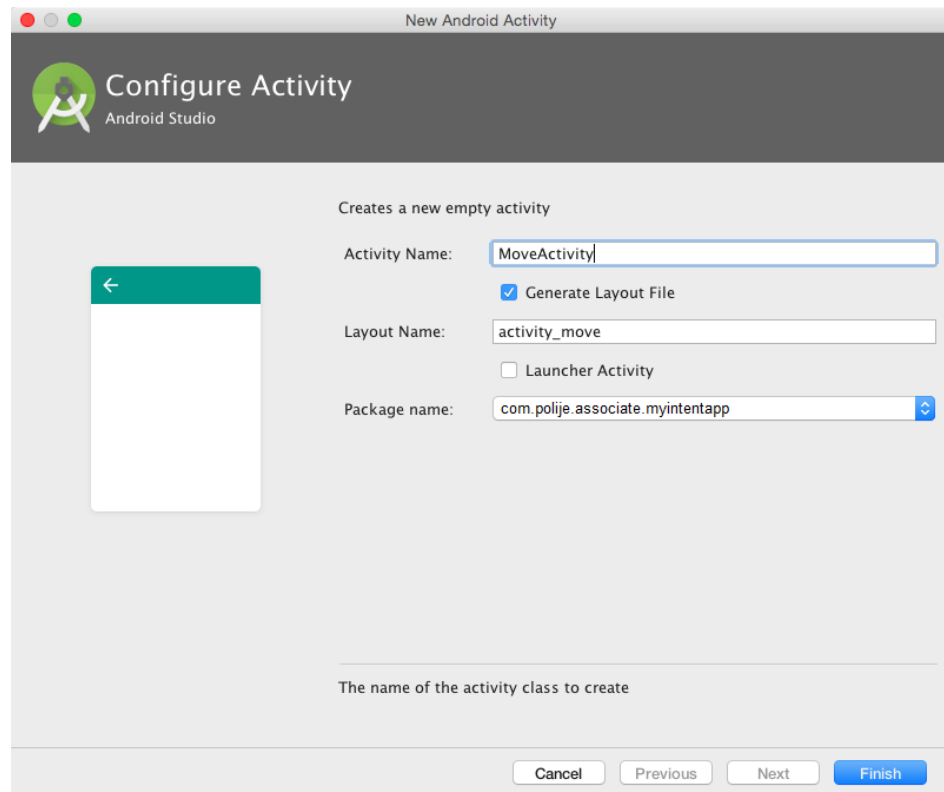 New Android Activity
Configure Activity
Android Studio
Creates a new empty activity
Activity Name: MoveActivity
Generate Layout File
Layout Name: activity_move
Launcher Activity
Package name: com.polije.associate.myintentapp
The name of the activity class to create
Cancel Previous Next Finish